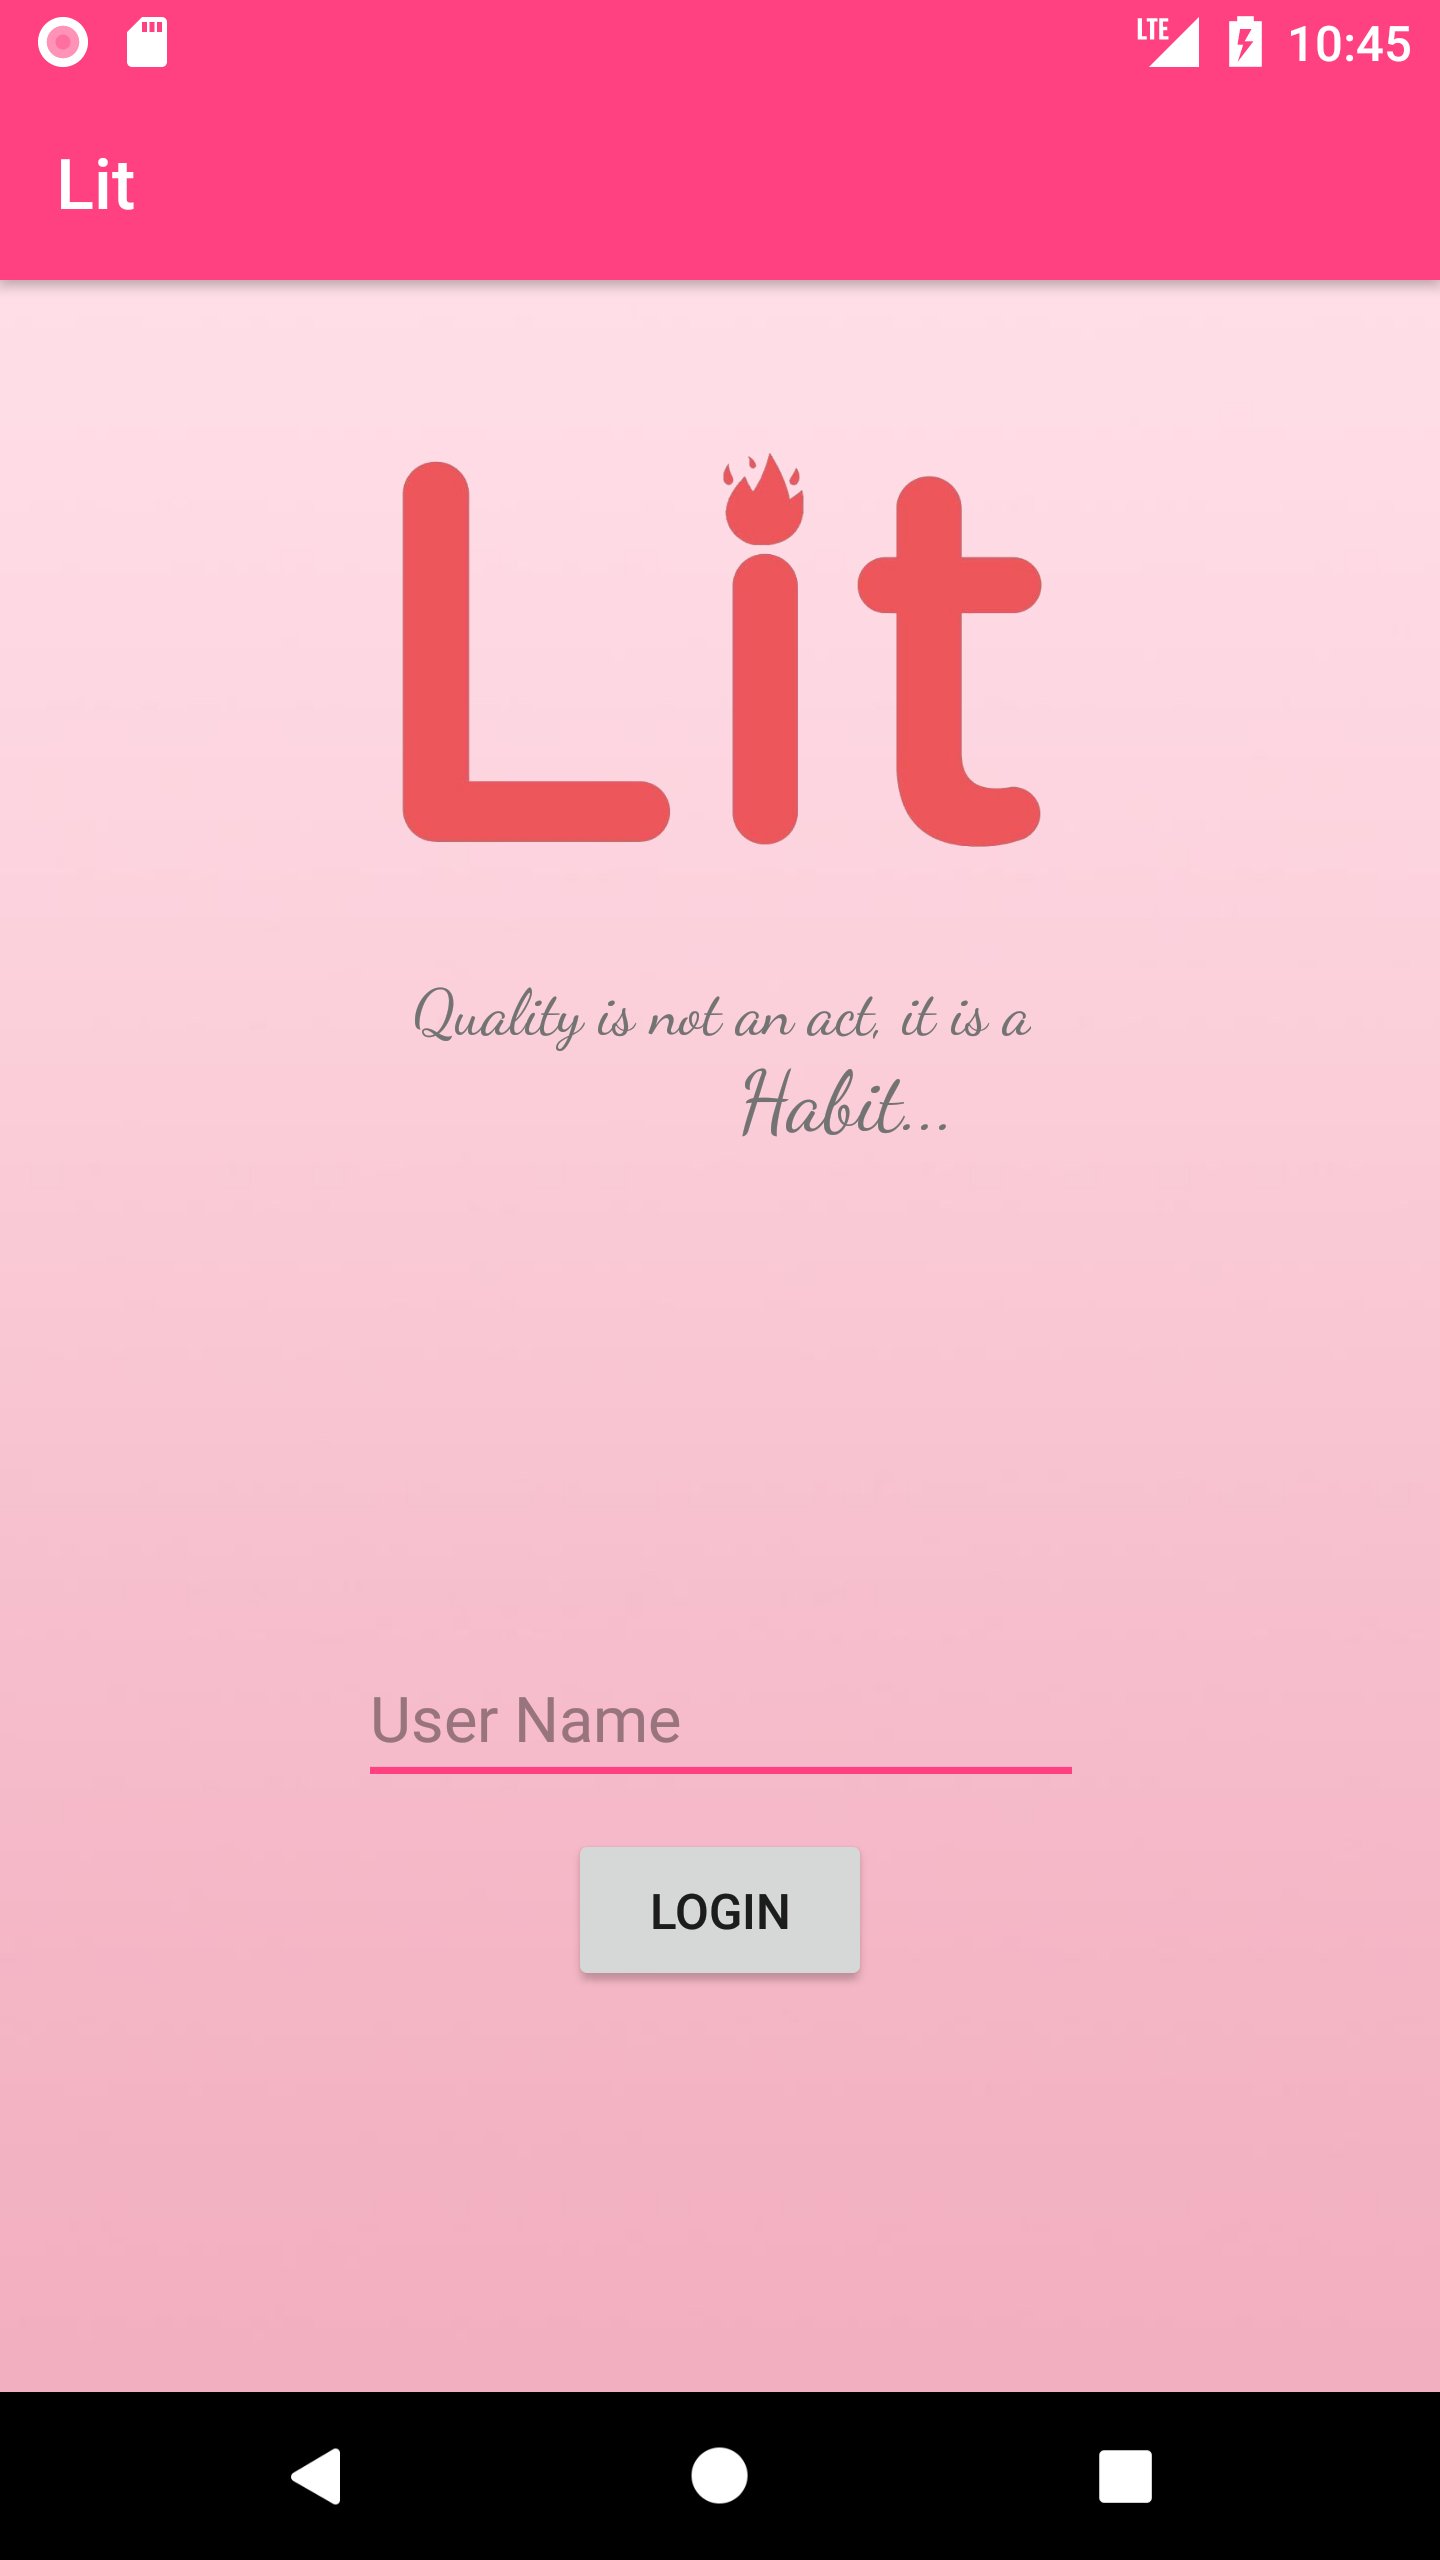 LTE 10:45
Lit
Lit
Quality is not an act, it is a
Habit...
User Name
LOGIN